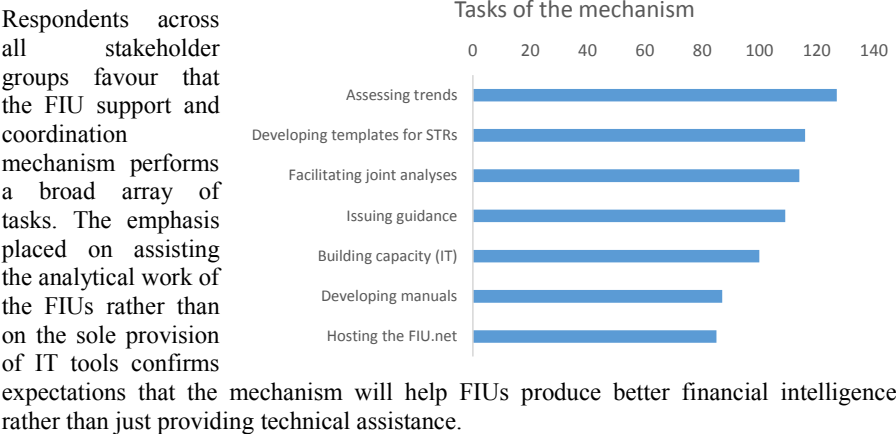 Respondents across
all stakeholder
groups favour that
the FIU support and
coordination
mechanism performs
a broad array of
tasks. The emphasis
placed on assisting
the analytical work of
the FIUs rather than
on the sole provision
of IT tools confirms
expectations that the mechanism will help FIUs produce better financial intelligence
rather than just providing technical assistance.
Tasks of the mechanism
0 20 40 60 80 100 120 140
Assessing trends
Developing templates for STRs
Facilitating joint analyses
Issuing guidance
Building capacity (IT)
Developing manuals
Hosting the FIU.net